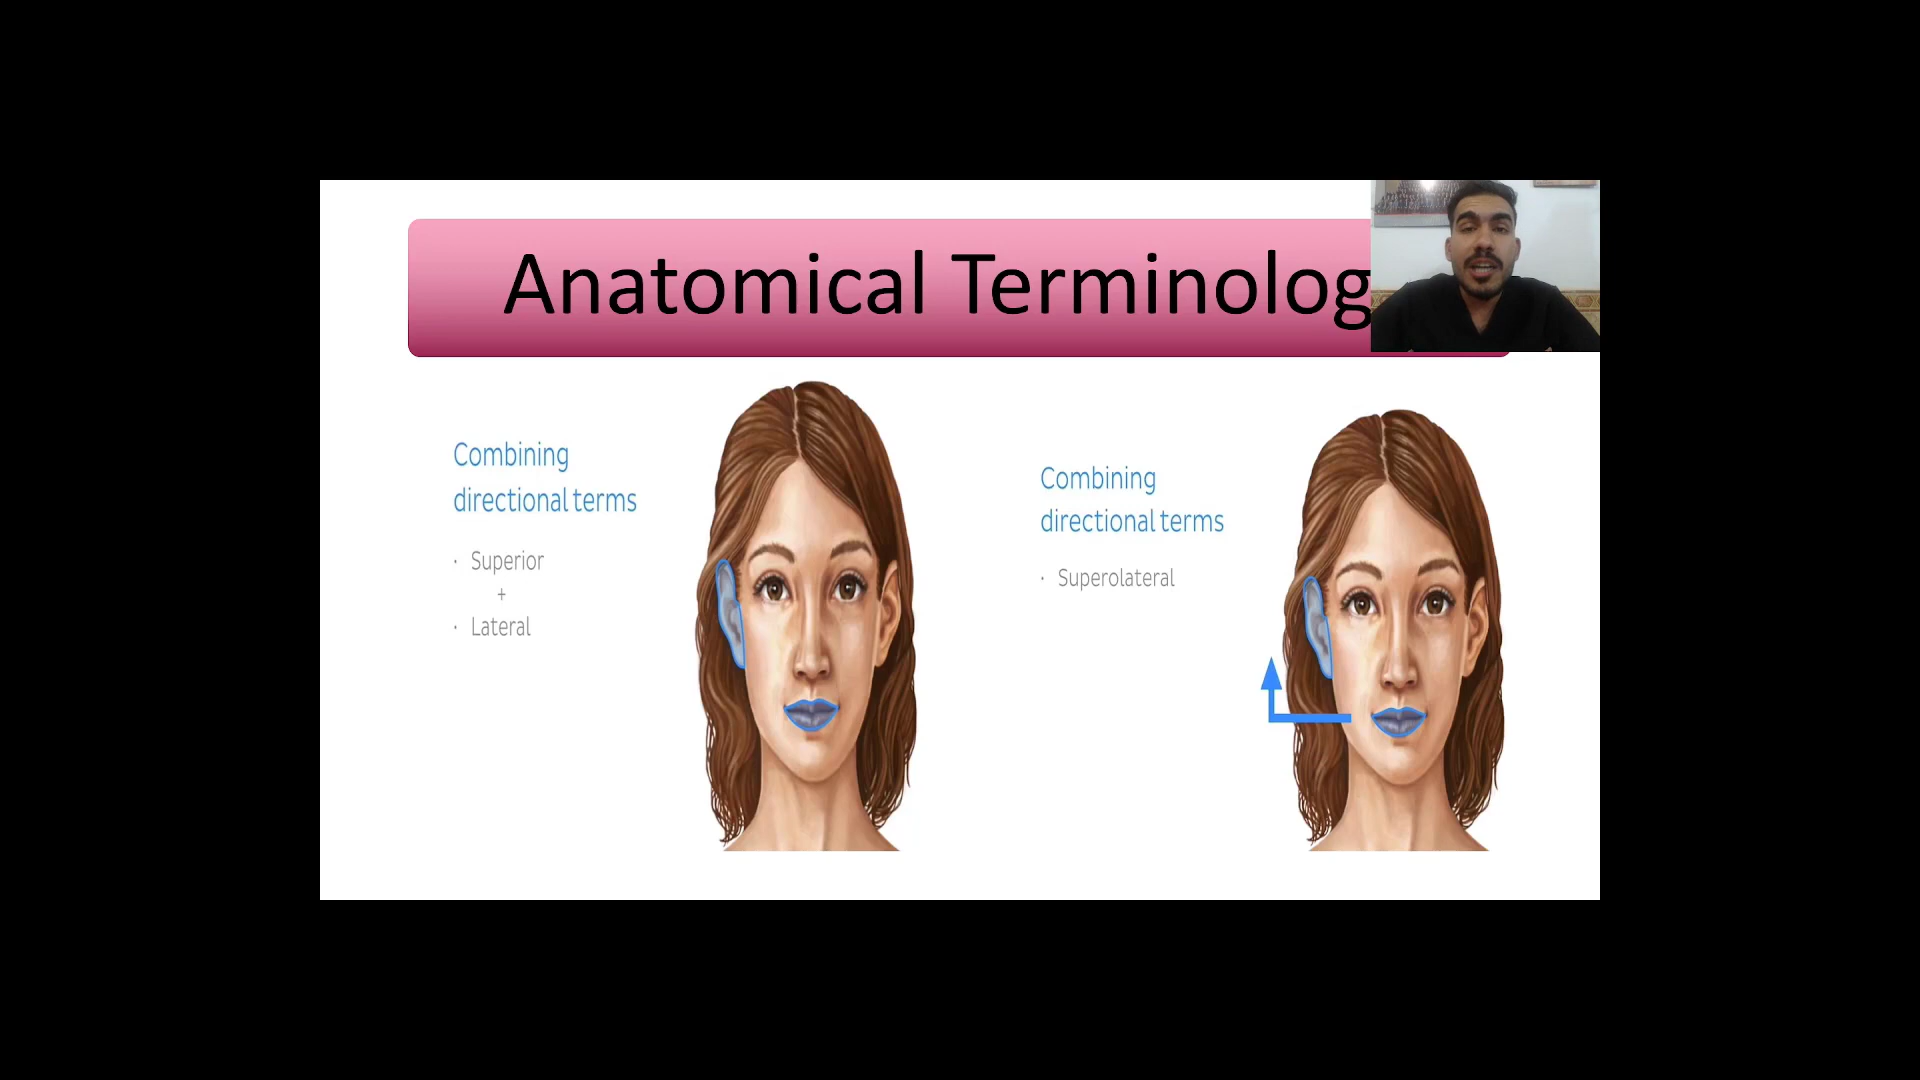 Anatomical Terminolog
Combining
directional terms
· Superior
+
· Lateral
Combining
directional terms
· Superolateral